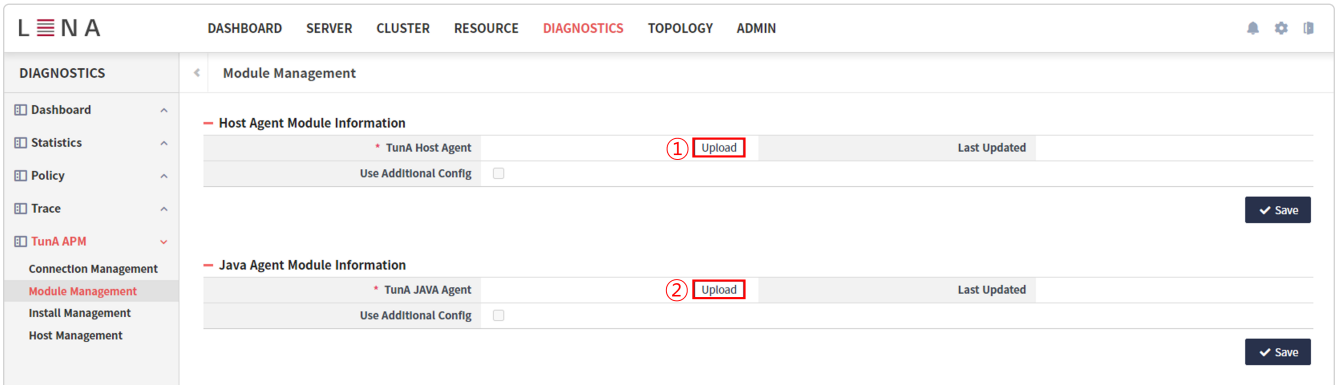 LENA DASHBOARD SERVER CLUSTER RESOURCE DIAGNOSTICS TOPOLOGY ADMIN
DIAGNOSTICS
Module Management
Dashboard
Statistics
Policy
Trace
TunA APM
Connection Management
Module Management
Install Management
Host Management
Host Agent Module Information
* TunA Host Agent ① Upload Last Updated
Use Additional Config
Save
Java Agent Module Information
* TunA JAVA Agent ② Upload Last Updated
Use Additional Config
Save